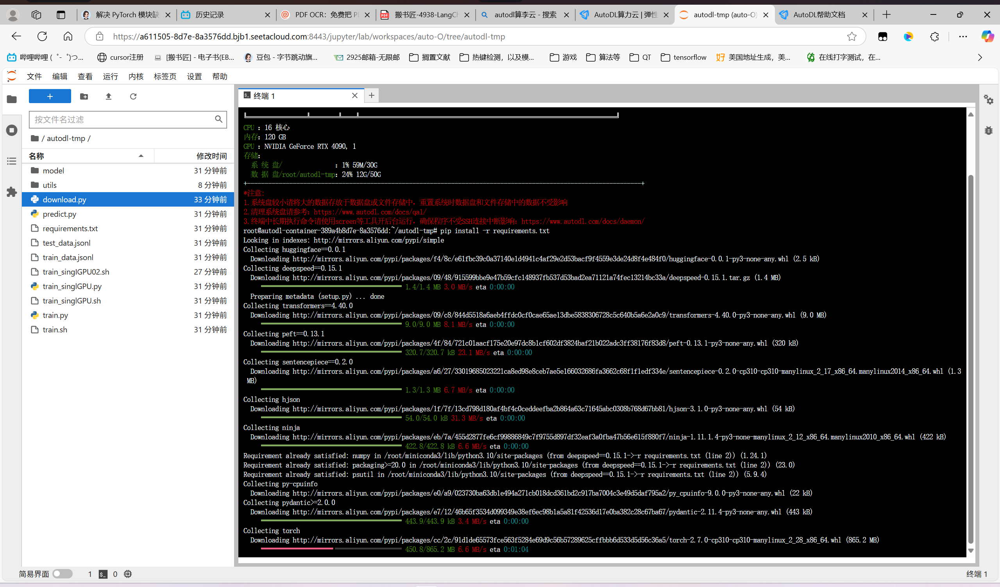 解决 PyTorch 模块缺
历史记录
PDF OCR：免费把 PD
搬书匠-4938-LangCh
autodl算李云 - 搜索
AutoDL算力云 | 弹性
autodl-tmp (auto-O)
AutoDL帮助文档
https://a611505-8d7e-8a3576dd.bjb1.seetacloud.com:8443/jupyter/lab/workspaces/auto-O/tree/autodl-tmp
哔哩哔哩 (゜-゜)つ...
cursor注册
[搬书匠] - 电子书(EB...
豆包 - 字节跳动旗...
2925邮箱-无限邮
搁置文献
热键检测，以及模...
游戏
算法等
QT
tensorflow
美国地址生成，美...
在线打字测试，在...
文件 编辑 查看 运行 内核 标签页 设置 帮助
按文件名过滤
/ autodl-tmp /
名称 修改时间
model 31 分钟前
utils 8 分钟前
download.py 33 分钟前
predict.py 31 分钟前
requirements.txt 31 分钟前
test_data.jsonl 31 分钟前
train_data.jsonl 31 分钟前
train_singlGPU02.sh 27 分钟前
train_singlGPU.py 31 分钟前
train_singlGPU.sh 31 分钟前
train.py 31 分钟前
train.sh 31 分钟前
终端 1
CPU ：16 核心
内存：120 GB
GPU ：NVIDIA GeForce RTX 4090, 1
存储：
系 统 盘/ ：1% 59M/30G
数 据 盘/root/autodl-tmp：24% 12G/50G
*注意:
1.系统盘较小请将大的数据存放于数据盘或文件存储中，重置系统时数据盘和文件存储中的数据不受影响
2.清理系统盘请参考：https://www.autodl.com/docs/qa1/
3.终端中长期执行命令请使用screen等工具开后台运行，确保程序不受SSH连接中断影响：https://www.autodl.com/docs/daemon/
root@autodl-container-389a4b8d7e-8a3576dd:~/autodl-tmp# pip install -r requirements.txt
Looking in indexes: http://mirrors.aliyun.com/pypi/simple
Collecting huggingface==0.0.1
Downloading http://mirrors.aliyun.com/pypi/packages/f4/8c/e61fbc39c0a37140e1d4941c4af29e2d53bacf9f4559e3de24d8f4e484f0/huggingface-0.0.1-py3-none-any.whl (2.5 kB)
Collecting deepspeed==0.15.1
Downloading http://mirrors.aliyun.com/pypi/packages/09/48/915599bbe9e47b59cfc148937fb537d53bad2ea71121a74fec13214bc33a/deepspeed-0.15.1.tar.gz (1.4 MB)
1.4/1.4 MB 3.0 MB/s eta 0:00:00
Preparing metadata (setup.py) ... done
Collecting transformers==4.40.0
Downloading http://mirrors.aliyun.com/pypi/packages/09/c8/844d5518a6aeb4ffdc0cf0cae65ae13dbe5838306728c5c640b5a6e2a0c9/transformers-4.40.0-py3-none-any.whl (9.0 MB)
9.0/9.0 MB 8.1 MB/s eta 0:00:00
Collecting peft==0.13.1
Downloading http://mirrors.aliyun.com/pypi/packages/4f/84/721c01aacf175e20e97dc8b1cf602df3824baf21b022adc3ff38176f83d8/peft-0.13.1-py3-none-any.whl (320 kB)
320.7/320.7 kB 23.1 MB/s eta 0:00:00
Collecting sentencepiece==0.2.0
Downloading http://mirrors.aliyun.com/pypi/packages/a6/27/33019685023221ca8ed98e8ceb7ae5e166032686fa3662c68f1f1edf334e/sentencepiece-0.2.0-cp310-cp310-manylinux_2_17_x86_64.manylinux2014_x86_64.whl (1.3
MB)
1.3/1.3 MB 6.7 MB/s eta 0:00:00
Collecting hjson
Downloading http://mirrors.aliyun.com/pypi/packages/1f/7f/13cd798d180af4bf4c0ceddeefba2b864a63c71645abc0308b768d67bb81/hjson-3.1.0-py3-none-any.whl (54 kB)
54.0/54.0 kB 31.3 MB/s eta 0:00:00
Collecting ninja
Downloading http://mirrors.aliyun.com/pypi/packages/eb/7a/455d2877fe6cf99886849c7f9755d897df32eaf3a0fba47b56e615f880f7/ninja-1.11.1.4-py3-none-manylinux_2_12_x86_64.manylinux2010_x86_64.whl (422 kB)
422.8/422.8 kB 6.6 MB/s eta 0:00:00
Requirement already satisfied: numpy in /root/miniconda3/lib/python3.10/site-packages (from deepspeed==0.15.1->-r requirements.txt (line 2)) (1.24.1)
Requirement already satisfied: packaging>=20.0 in /root/miniconda3/lib/python3.10/site-packages (from deepspeed==0.15.1->-r requirements.txt (line 2)) (23.0)
Requirement already satisfied: psutil in /root/miniconda3/lib/python3.10/site-packages (from deepspeed==0.15.1->-r requirements.txt (line 2)) (5.9.4)
Collecting py-cpuinfo
Downloading http://mirrors.aliyun.com/pypi/packages/e0/a9/023730ba63db1e494a271cb018dcd361bd2c917ba7004c3e49d5daf795a2/py_cpuinfo-9.0.0-py3-none-any.whl (22 kB)
Collecting pydantic>=2.0.0
Downloading http://mirrors.aliyun.com/pypi/packages/e7/12/46b65f3534d099349e38ef6ec98b1a5a81f42536d17e0ba382c28c67ba67/pydantic-2.11.4-py3-none-any.whl (443 kB)
443.9/443.9 kB 3.4 MB/s eta 0:00:00
Collecting torch
Downloading http://mirrors.aliyun.com/pypi/packages/cc/2c/91d1de65573fce563f5284e69d9c56b57289625cffbbb6d533d5d56c36a5/torch-2.7.0-cp310-cp310-manylinux_2_28_x86_64.whl (865.2 MB)
450.8/865.2 MB 6.6 MB/s eta 0:01:04
简易界面 1 0 终端 1